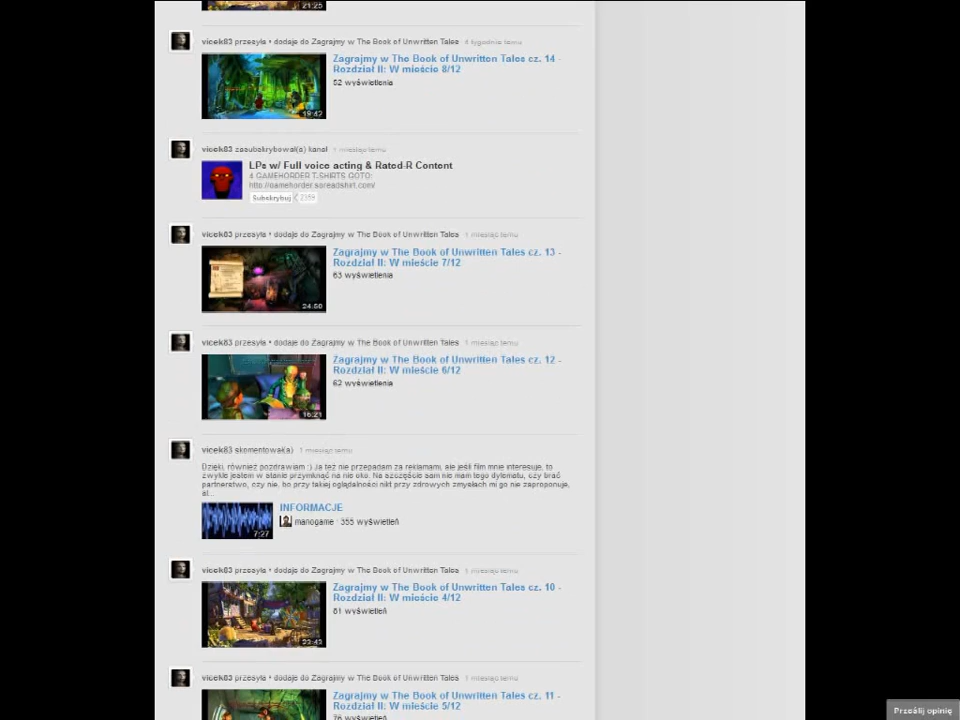 21:25
vicek83 przesyła • dodaje do Zagrajmy w The Book of Unwritten Tales 4 tygodnie temu
Zagrajmy w The Book of Unwritten Tales cz. 14 -
Rozdział II: W mieście 8/12
62 wyświetlenia
19:42
vicek83 zasubskrybował(a) kanał 1 miesiąc temu
LPs w/ Full voice acting & Rated-R Content
4 GAMEHORDER T-SHIRTS GOTO:
http://gamehorder.spreadshirt.com/
Subskrybuj
vicek83 przesyła • dodaje do Zagrajmy w The Book of Unwritten Tales 1 miesiąc temu
Zagrajmy w The Book of Unwritten Tales cz. 13 -
Rozdział II: W mieście 7/12
63 wyświetlenia
vicek83 przesyła • dodaje do Zagrajmy w The Book of Unwritten Tales 1 miesiąc temu
Zagrajmy w The Book of Unwritten Tales cz. 12 -
Rozdział II: W mieście 6/12
62 wyświetlenia
16:21
vicek83 skomentował(a) 1 miesiąc temu
Dzięki, również pozdrawiam :) Ja też nie przepadam za reklamami, ale jeśli film mnie interesuje, to
zwykle jestem w stanie przymknąć na nie oko. Na szczęście sam nie mam tego dylematu, czy brać
partnerstwo, czy nie, bo przy takiej oglądalności nikt przy zdrowych zmysłach mi go nie zaproponuje,
al...
INFORMACJE
manogame · 355 wyświetleń
7:27
vicek83 przesyła • dodaje do Zagrajmy w The Book of Unwritten Tales 1 miesiąc temu
Zagrajmy w The Book of Unwritten Tales cz. 10 -
Rozdział II: W mieście 4/12
81 wyświetleń
vicek83 przesyła • dodaje do Zagrajmy w The Book of Unwritten Tales 1 miesiąc temu
Zagrajmy w The Book of Unwritten Tales cz. 11 -
Rozdział II: W mieście 5/12
76 wyświetleń
Prześlij opinię